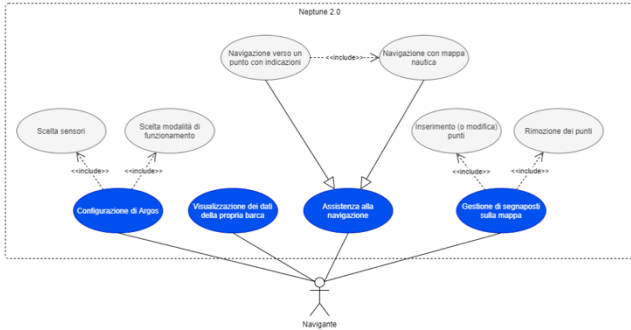 Neptune 2.0
Navigazione verso un
punto con indicazioni
<<include>>
Navigazione con mappa
nautica
Scelta sensori
Scelta modalità di
funzionamento
Inserimento (o modifica)
punti
Rimozione dei punti
<<include>>
<<include>>
<<include>>
<<include>>
Configurazione di Argos
Visualizzazione dei dati
della propria barca
Assistenza alla
navigazione
Gestione di segnaposti
sulla mappa
Navigante